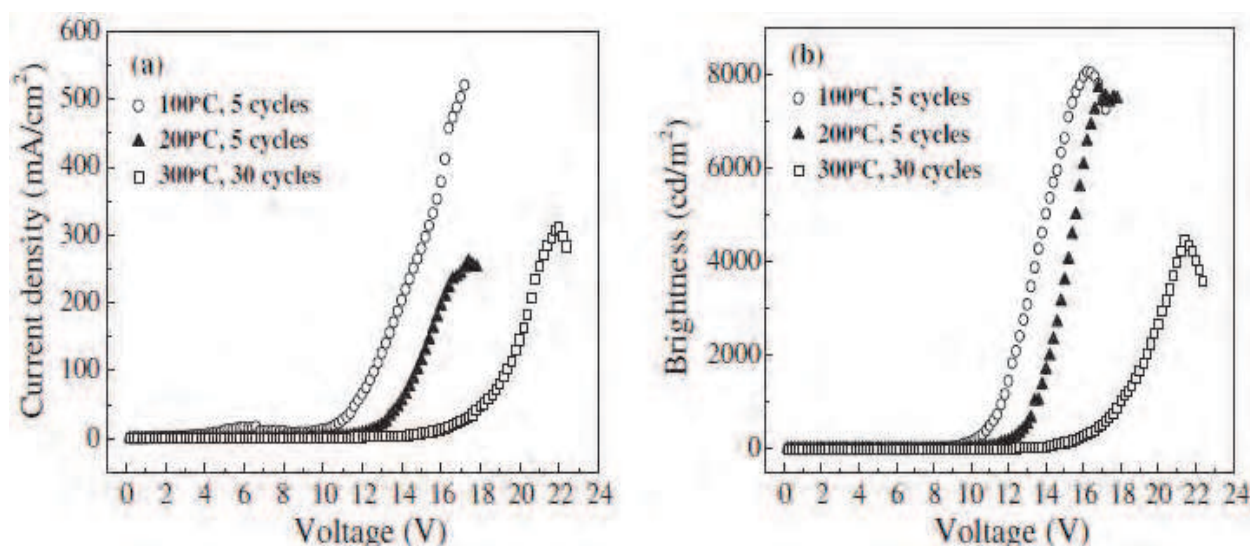 600
500
400
300
200
100
0
Current density (mA/cm²)
(a)
100°C, 5 cycles
200°C, 5 cycles
300°C, 30 cycles
0 2 4 6 8 10 12 14 16 18 20 22 24
Voltage (V)
8000
6000
4000
2000
0
Brightness (cd/m²)
(b)
100°C, 5 cycles
200°C, 5 cycles
300°C, 30 cycles
0 2 4 6 8 10 12 14 16 18 20 22 24
Voltage (V)